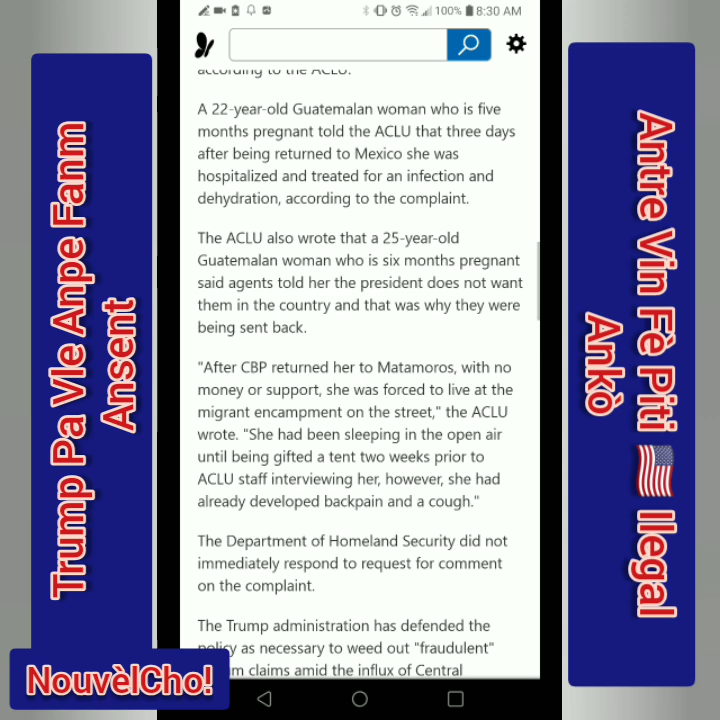 100% 8:30 AM
according to the ACLU.
A 22-year-old Guatemalan woman who is five
months pregnant told the ACLU that three days
after being returned to Mexico she was
hospitalized and treated for an infection and
dehydration, according to the complaint.
The ACLU also wrote that a 25-year-old
Guatemalan woman who is six months pregnant
said agents told her the president does not want
them in the country and that was why they were
being sent back.
"After CBP returned her to Matamoros, with no
money or support, she was forced to live at the
migrant encampment on the street," the ACLU
wrote. "She had been sleeping in the open air
until being gifted a tent two weeks prior to
ACLU staff interviewing her, however, she had
already developed backpain and a cough."
The Department of Homeland Security did not
immediately respond to request for comment
on the complaint.
The Trump administration has defended the
policy as necessary to weed out "fraudulent"
claims amid the influx of Central
Trump Pa Vle Anpe Fanm
Ansent
Antre Vin Fè Piti 🇺🇸 Ilegal
Ankò
NouvèlCho!